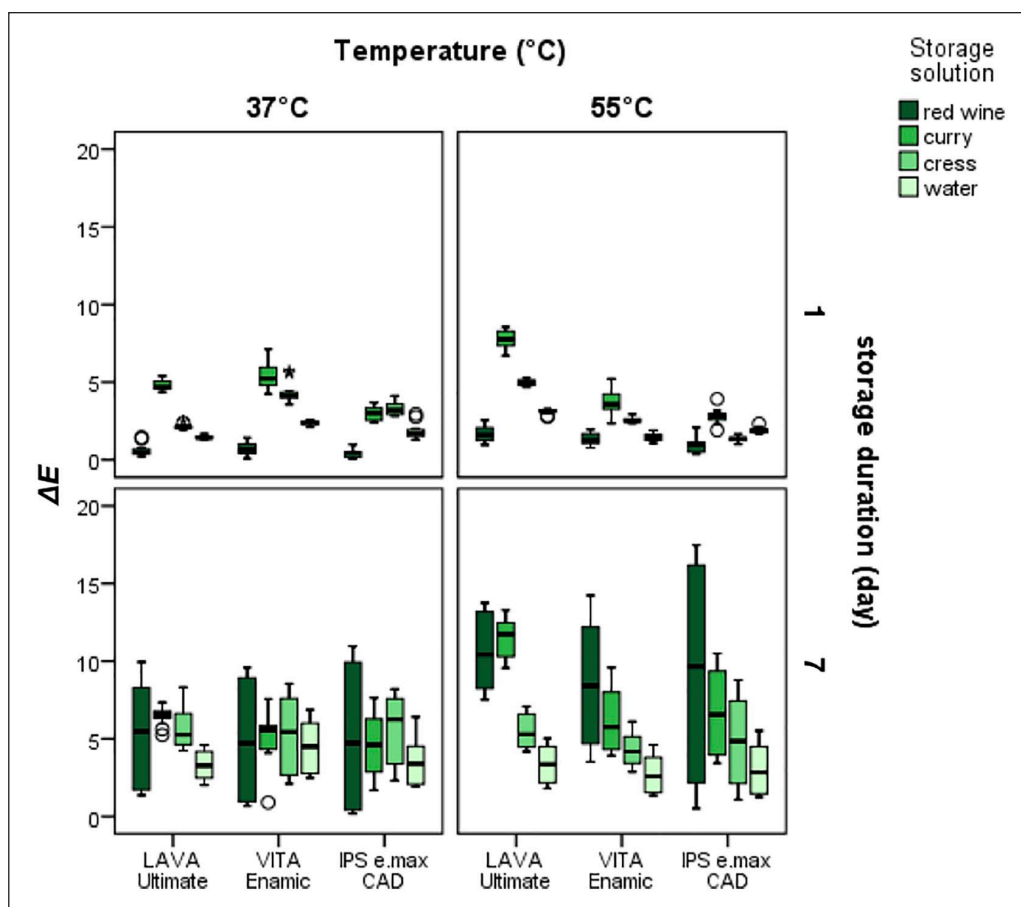 Temperature (°C)
37°C
55°C
Storage
solution
red wine
curry
cress
water
20
15
10
5
0
1
20
15
10
5
0
7
ΔE
storage duration (day)
LAVA
Ultimate
VITA
Enamic
IPS e.max
CAD
LAVA
Ultimate
VITA
Enamic
IPS e.max
CAD